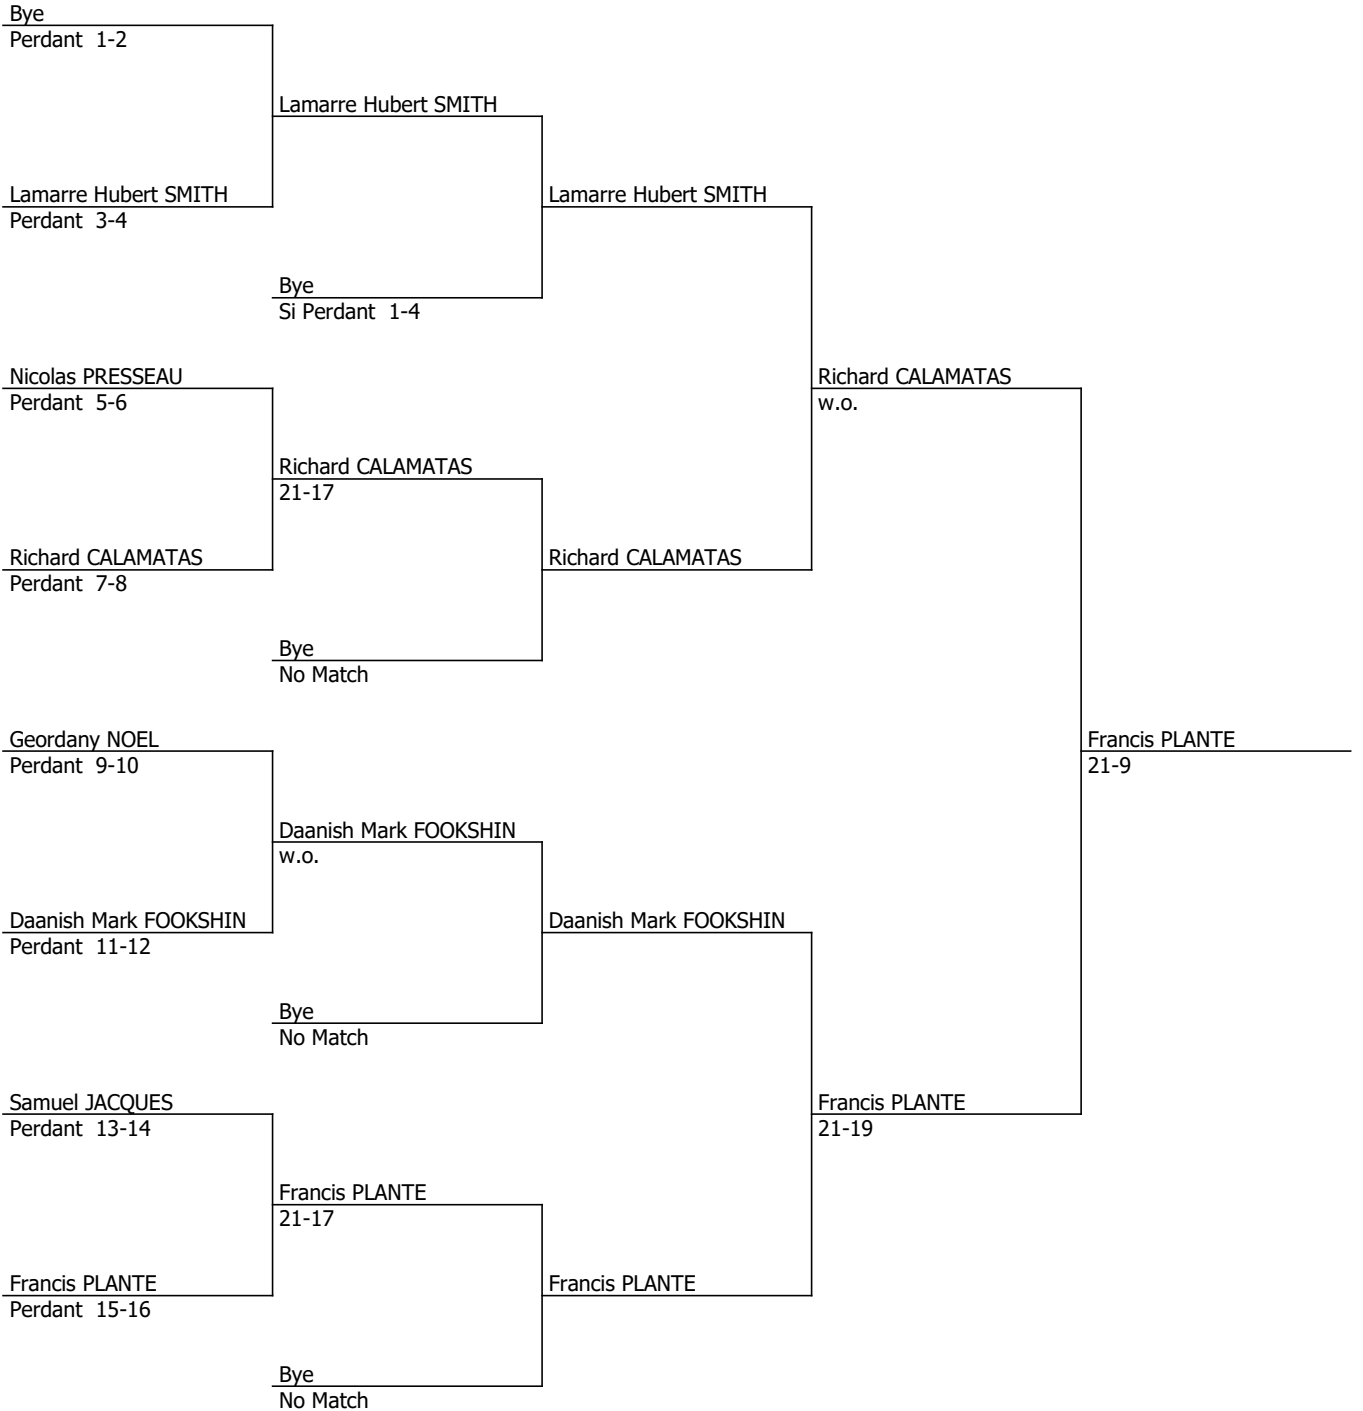 Bye
Perdant 1-2
Lamarre Hubert SMITH
Lamarre Hubert SMITH
Perdant 3-4
Lamarre Hubert SMITH
Bye
Si Perdant 1-4
Nicolas PRESSEAU
Perdant 5-6
Richard CALAMATAS
w.o.
Richard CALAMATAS
21-17
Richard CALAMATAS
Perdant 7-8
Richard CALAMATAS
Bye
No Match
Geordany NOEL
Perdant 9-10
Francis PLANTE
21-9
Daanish Mark FOOKSHIN
w.o.
Daanish Mark FOOKSHIN
Perdant 11-12
Daanish Mark FOOKSHIN
Bye
No Match
Samuel JACQUES
Perdant 13-14
Francis PLANTE
21-19
Francis PLANTE
21-17
Francis PLANTE
Perdant 15-16
Francis PLANTE
Bye
No Match